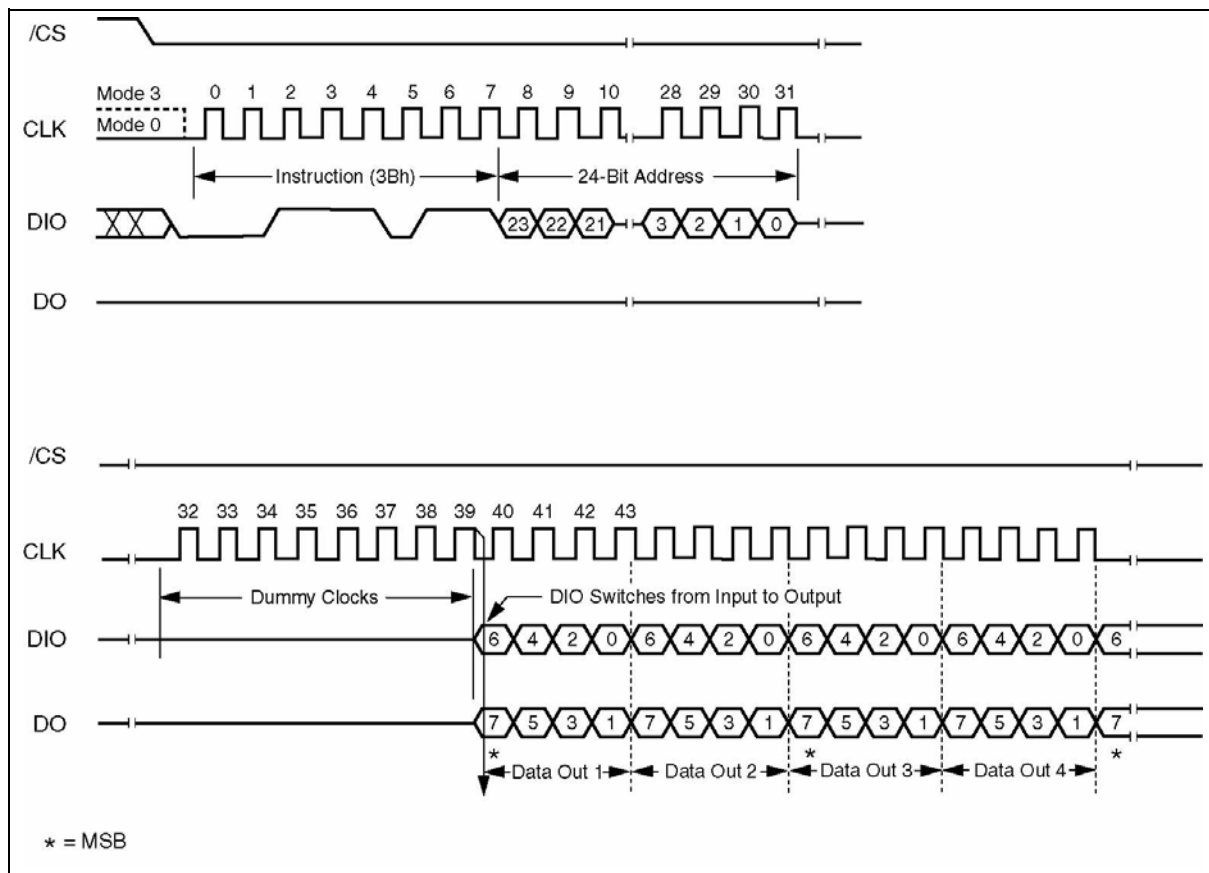 /CS
Mode 3 0 1 2 3 4 5 6 7 8 9 10 28 29 30 31
CLK Mode 0
Instruction (3Bh) 24-Bit Address
DIO 23 22 21 3 2 1 0
DO
/CS
32 33 34 35 36 37 38 39 40 41 42 43
CLK
Dummy Clocks DIO Switches from Input to Output
DIO 6 4 2 0 6 4 2 0 6 4 2 0 6 4 2 0 6
DO 7 5 3 1 7 5 3 1 7 5 3 1 7 5 3 1 7
* * *
Data Out 1 Data Out 2 Data Out 3 Data Out 4
* = MSB